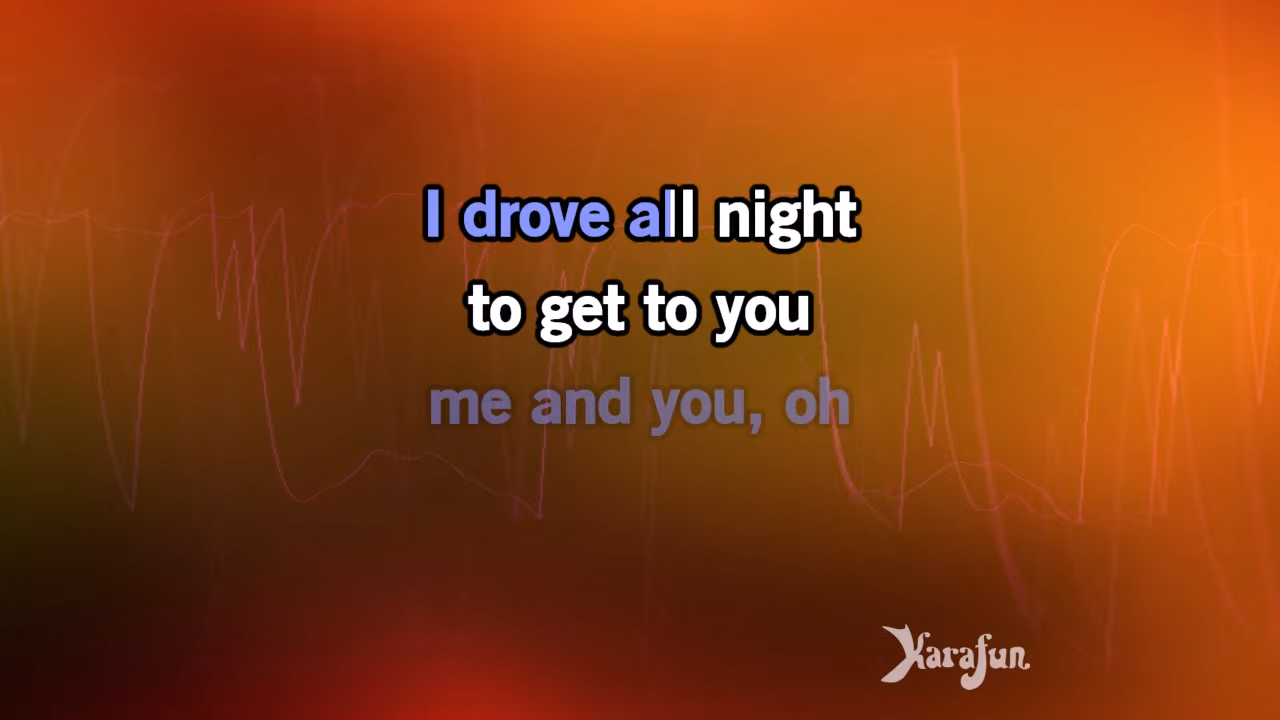 I drove all night
to get to you
me and you, oh
Karafun